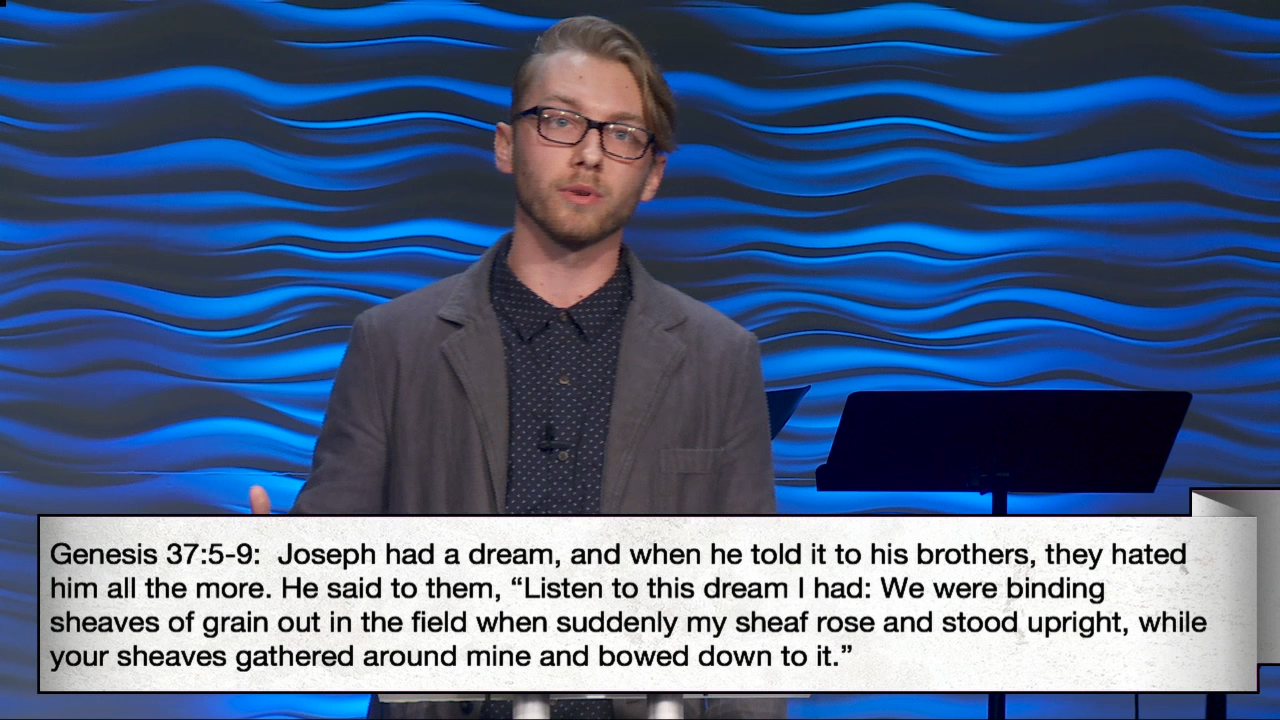 Genesis 37:5-9:  Joseph had a dream, and when he told it to his brothers, they hated
him all the more. He said to them, “Listen to this dream I had: We were binding
sheaves of grain out in the field when suddenly my sheaf rose and stood upright, while
your sheaves gathered around mine and bowed down to it.”